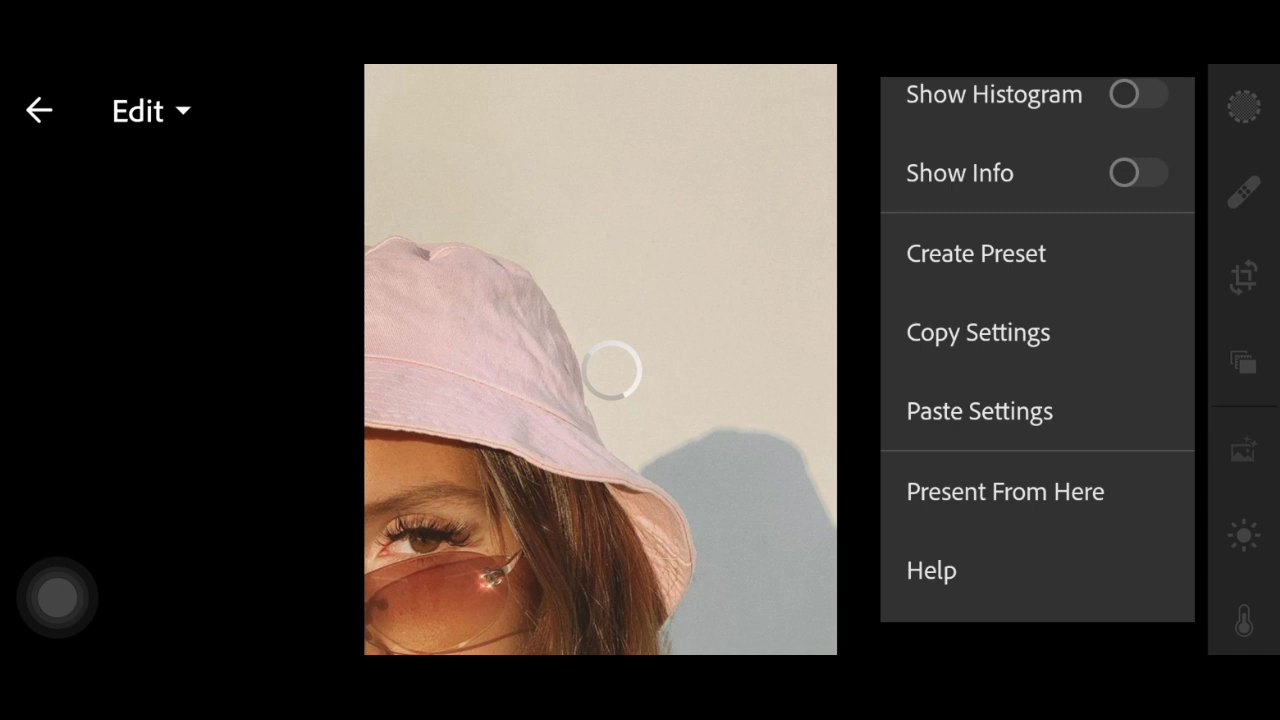 Edit
Show Histogram
Show Info
Create Preset
Copy Settings
Paste Settings
Present From Here
Help